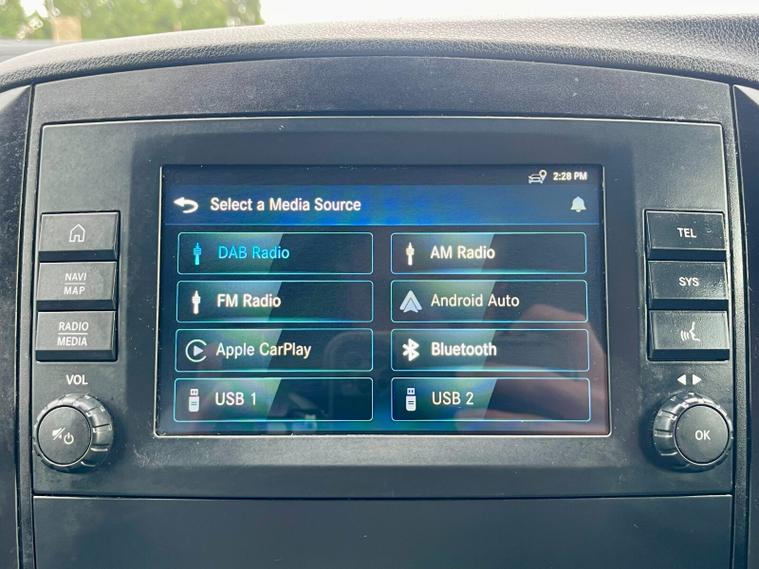 2:28 PM
Select a Media Source
DAB Radio
AM Radio
FM Radio
Android Auto
Apple CarPlay
Bluetooth
USB 1
USB 2
NAVI
MAP
RADIO
MEDIA
VOL
TEL
SYS
OK